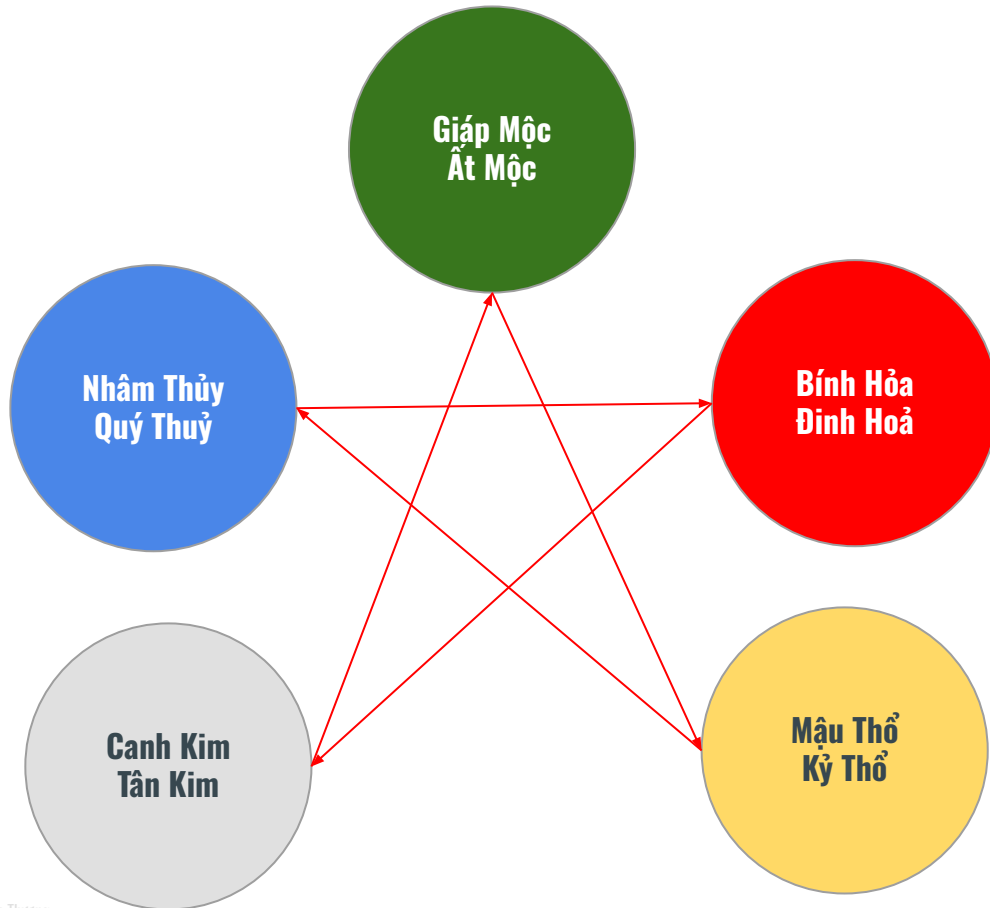 Giáp Mộc
Ất Mộc
Nhâm Thủy
Quý Thuỷ
Bính Hỏa
Đinh Hoả
Canh Kim
Tân Kim
Mậu Thổ
Kỷ Thổ